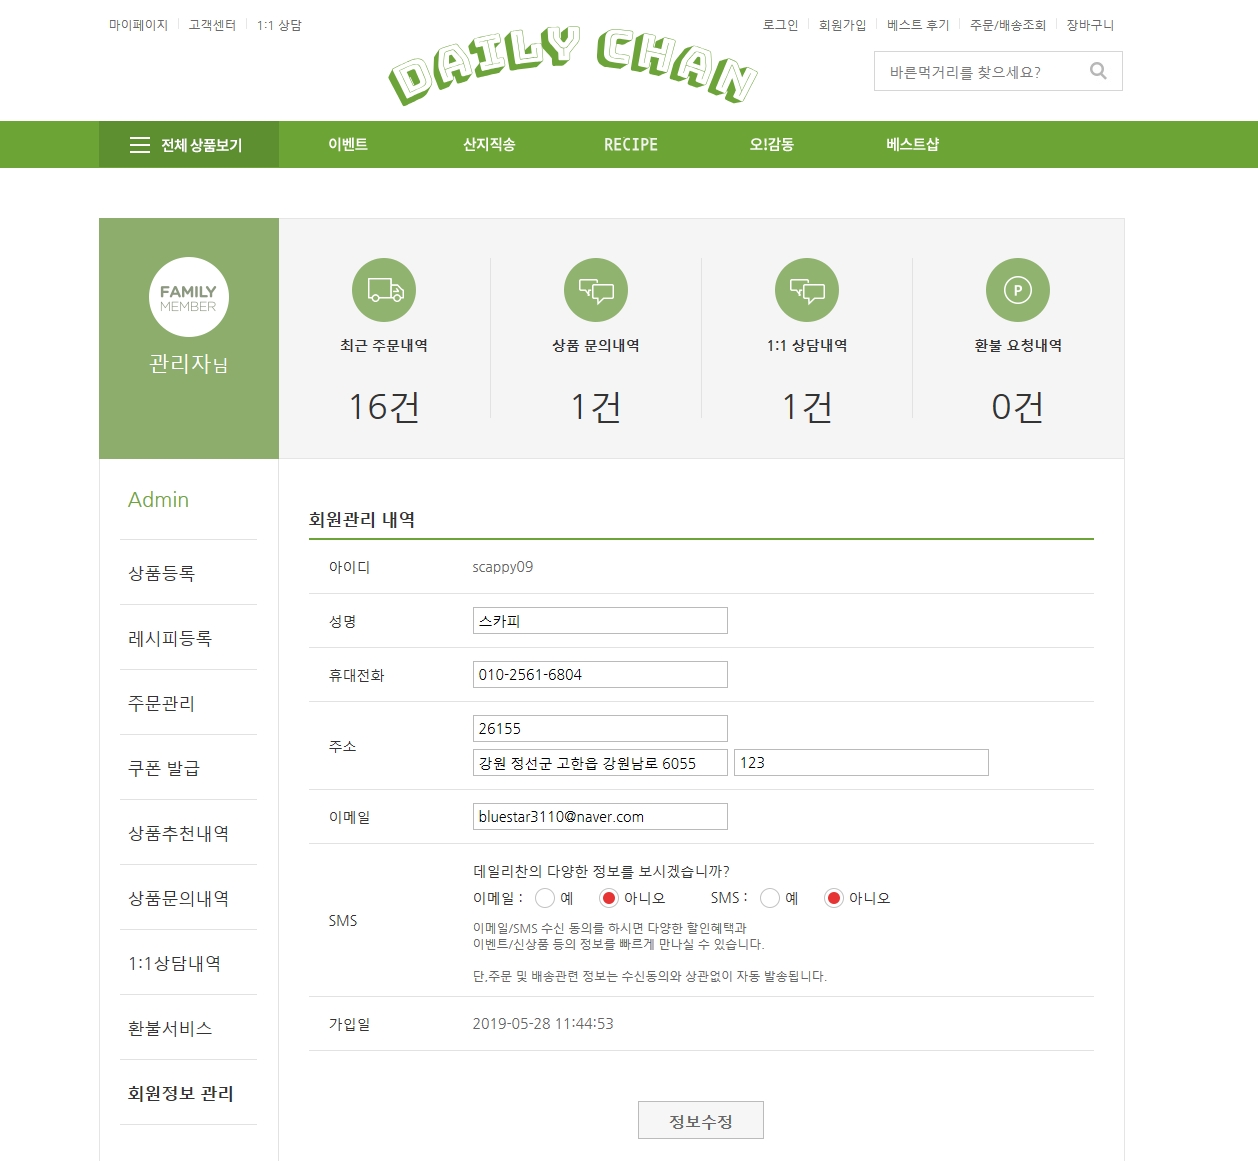 마이페이지 고객센터 1:1 상담
로그인 회원가입 베스트 후기 주문/배송조회 장바구니
DAILY CHAN
바른먹거리를 찾으세요?
전체 상품보기 이벤트 산지직송 RECIPE 오!감동 베스트샵
FAMILY
MEMBER
관리자님
최근 주문내역 상품 문의내역 1:1 상담내역 환불 요청내역
P
16건 1건 1건 0건
Admin
상품등록
레시피등록
주문관리
쿠폰 발급
상품추천내역
상품문의내역
1:1상담내역
환불서비스
회원정보 관리
회원관리 내역
아이디 scappy09
성명 스카피
휴대전화 010-2561-6804
주소 26155
강원 정선군 고한읍 강원남로 6055 123
이메일 bluestar3110@naver.com
SMS 데일리찬의 다양한 정보를 보시겠습니까?
이메일 : 예 아니오 SMS : 예 아니오
이메일/SMS 수신 동의를 하시면 다양한 할인혜택과
이벤트/신상품 등의 정보를 빠르게 만나실 수 있습니다.
단,주문 및 배송관련 정보는 수신동의와 상관없이 자동 발송됩니다.
가입일 2019-05-28 11:44:53
정보수정